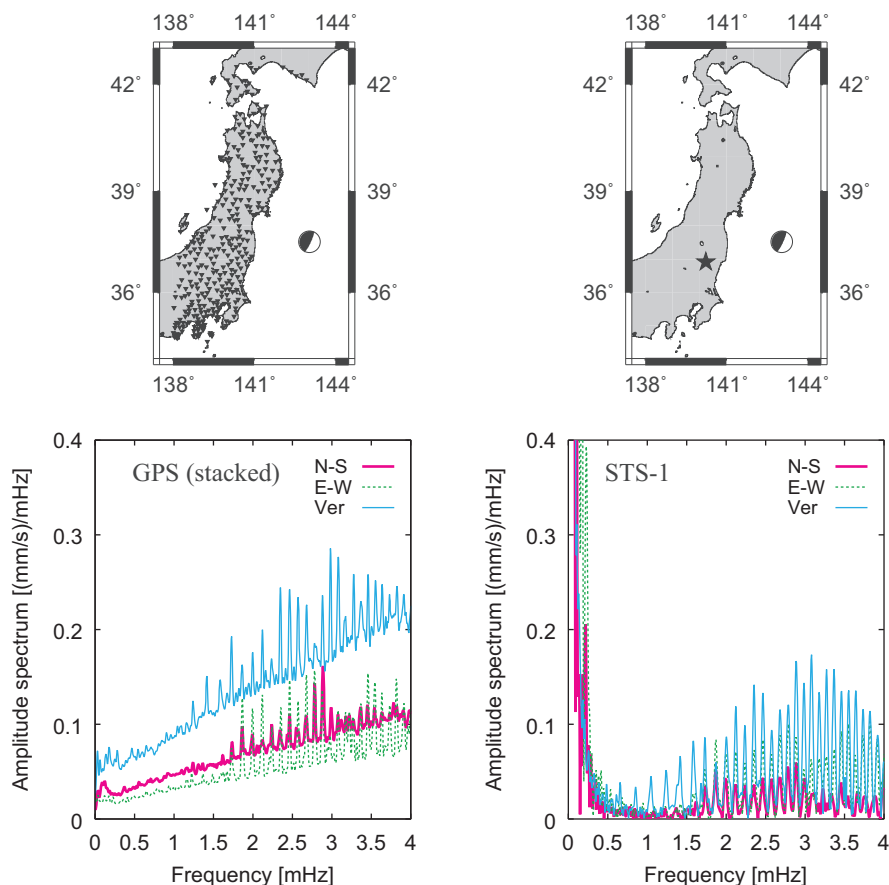 138˚ 141˚ 144˚
42˚
39˚
36˚
138˚ 141˚ 144˚
138˚ 141˚ 144˚
42˚ 42˚
39˚ 39˚
36˚ 36˚
138˚ 141˚ 144˚
0.4
0.3
0.2
0.1
0
Amplitude spectrum [(mm/s)/mHz]
GPS (stacked)
N-S
E-W
Ver
0 0.5 1 1.5 2 2.5 3 3.5 4
Frequency [mHz]
0.4
0.3
0.2
0.1
0
Amplitude spectrum [(mm/s)/mHz]
STS-1
N-S
E-W
Ver
0 0.5 1 1.5 2 2.5 3 3.5 4
Frequency [mHz]